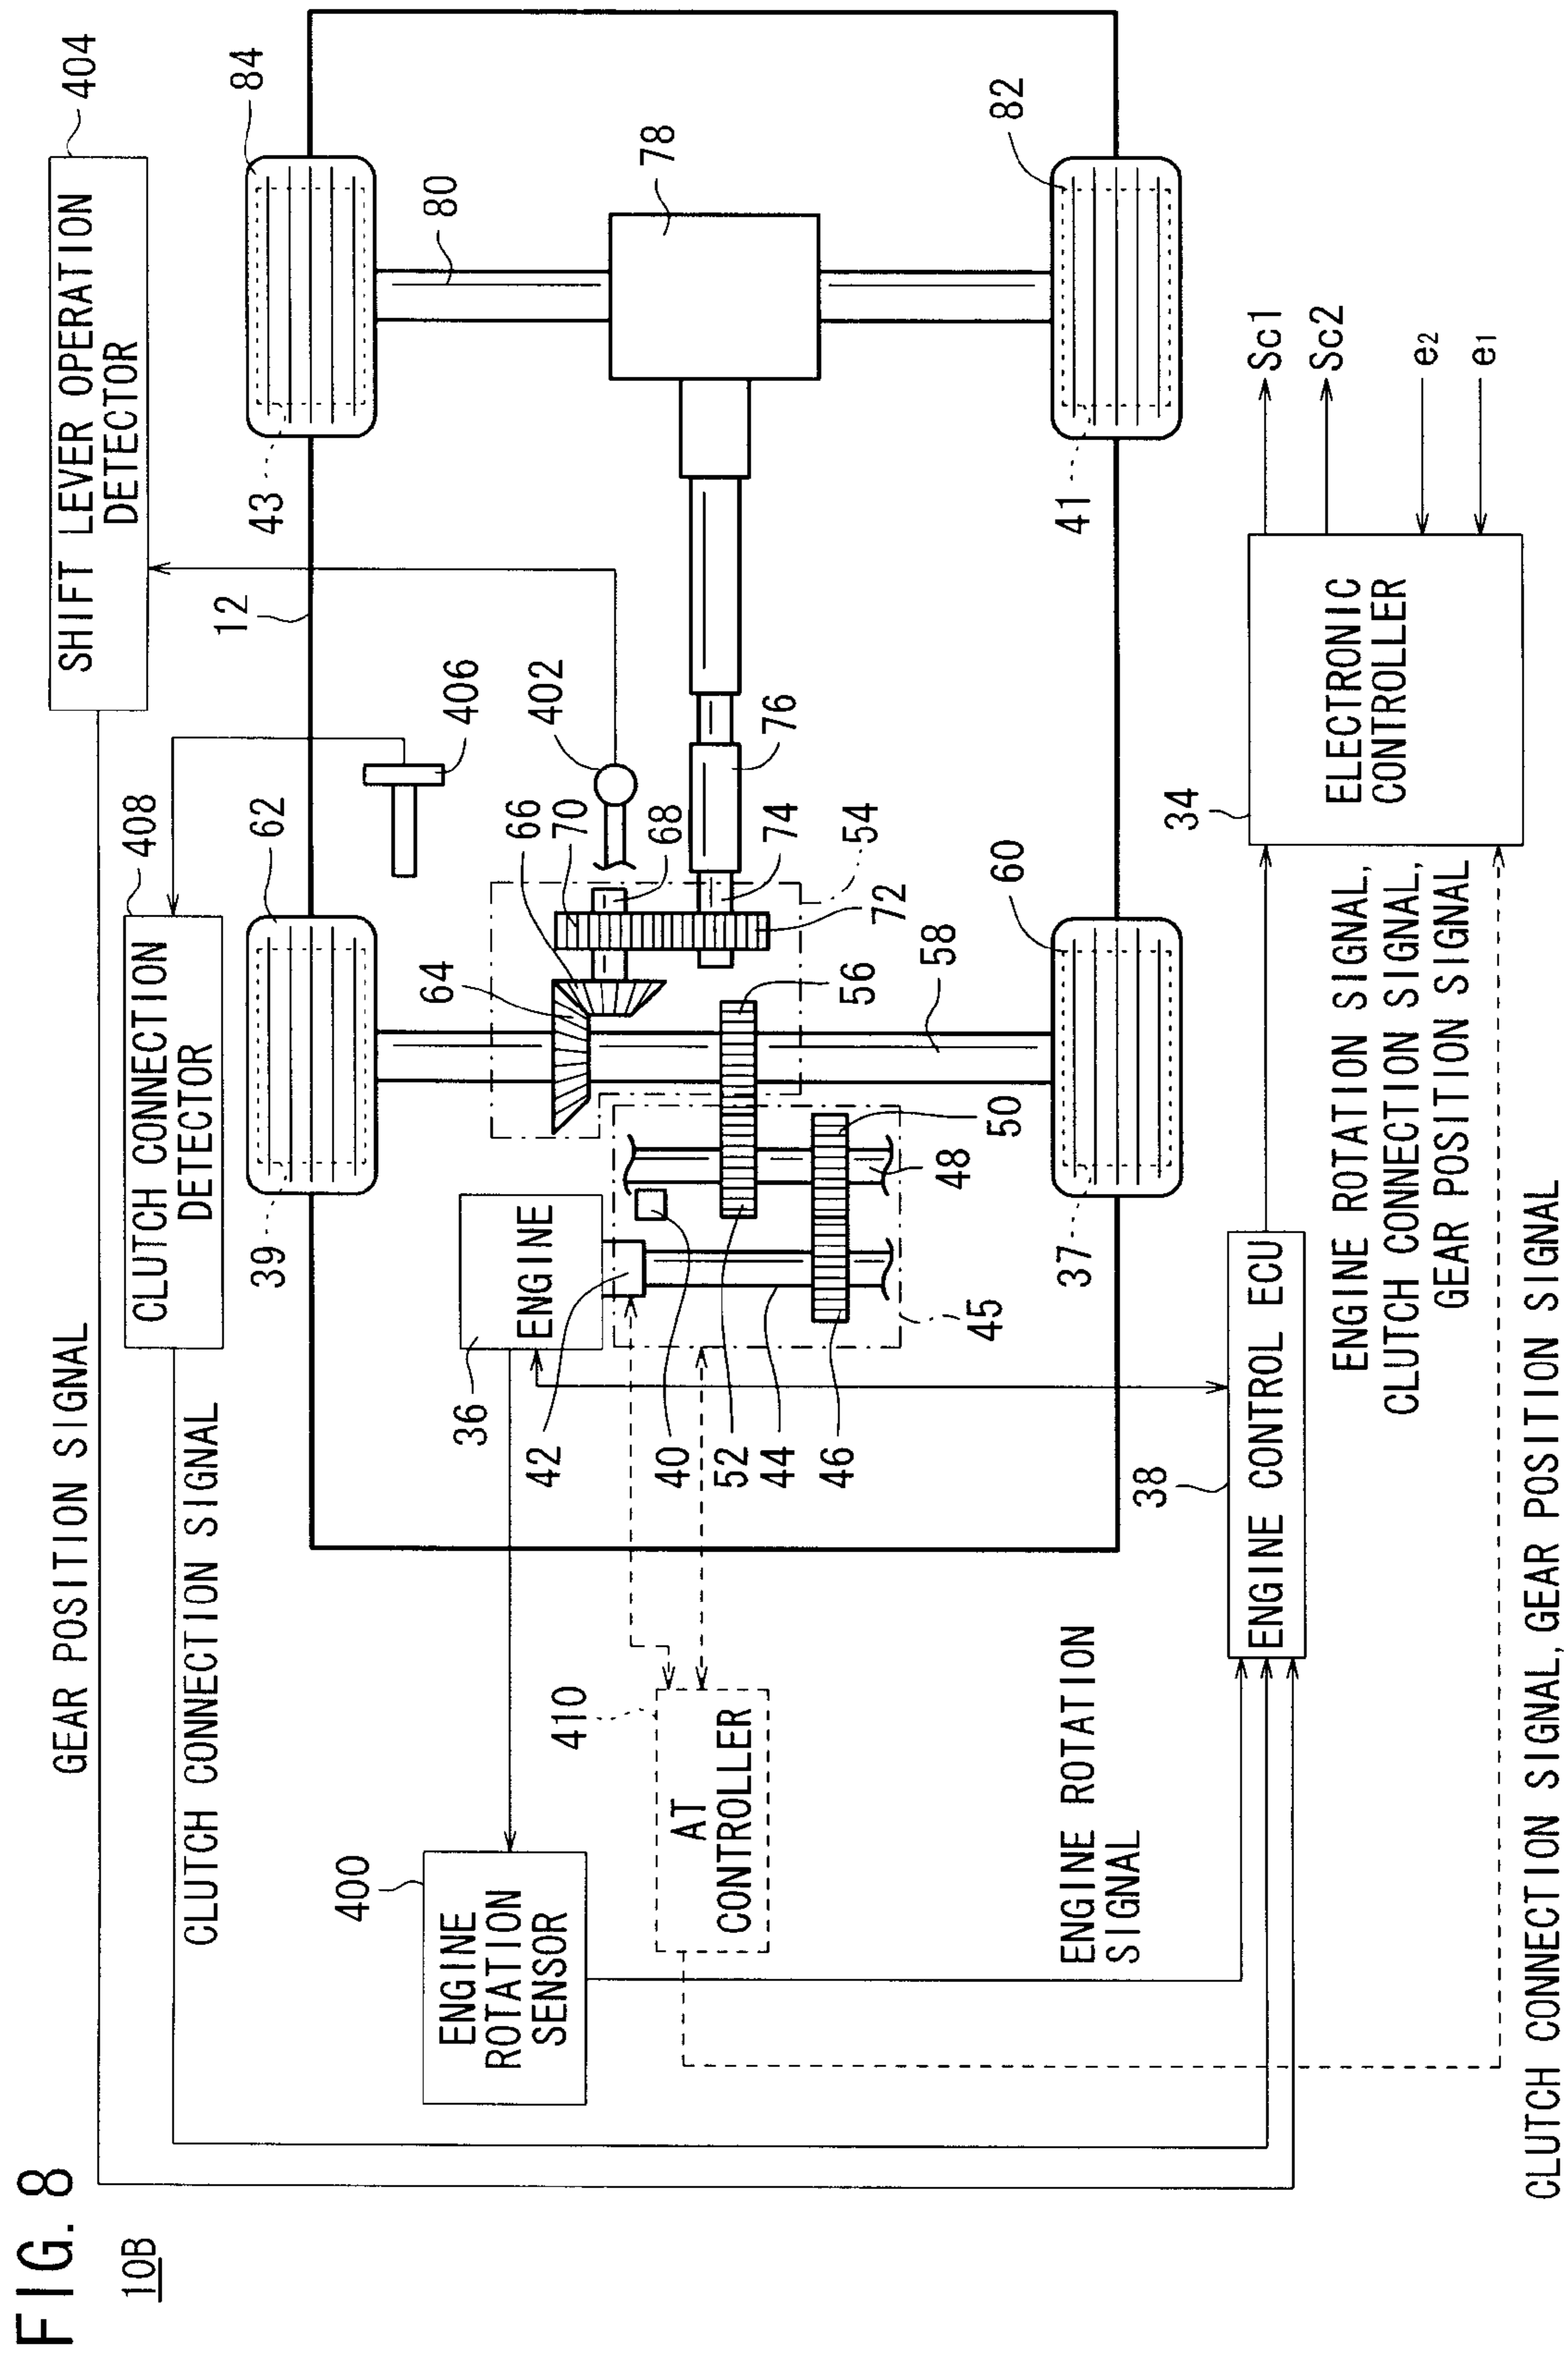 FIG. 8
10B
GEAR POSITION SIGNAL
SHIFT LEVER OPERATION
DETECTOR
404
CLUTCH CONNECTION SIGNAL
CLUTCH CONNECTION
DETECTOR
408
400
ENGINE
ROTATION
SENSOR
39
62
12
43
84
406
36
ENGINE
64
66
70
402
80
42
68
410
AT
CONTROLLER
40
78
52
74
76
44
56
72
54
46
48
58
45
50
37
60
41
82
ENGINE ROTATION
SIGNAL
38
ENGINE CONTROL ECU
34
ELECTRONIC
CONTROLLER
Sc1
Sc2
e2
e1
ENGINE ROTATION SIGNAL,
CLUTCH CONNECTION SIGNAL,
GEAR POSITION SIGNAL
CLUTCH CONNECTION SIGNAL, GEAR POSITION SIGNAL